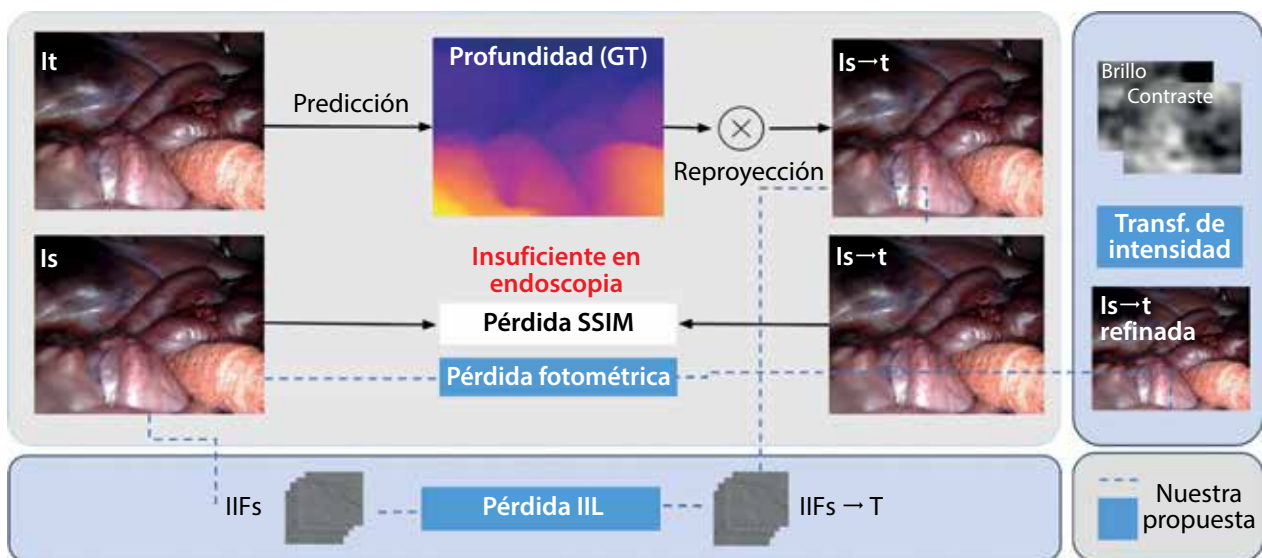 It
Predicción
Profundidad (GT)
Reproyección
Is→t
Brillo
Contraste
Transf. de
intensidad
Is
Insuficiente en
endoscopia
Pérdida SSIM
Pérdida fotométrica
Is→t
Is→t
refinada
IIFs
Pérdida IIL
IIFs → T
Nuestra
propuesta